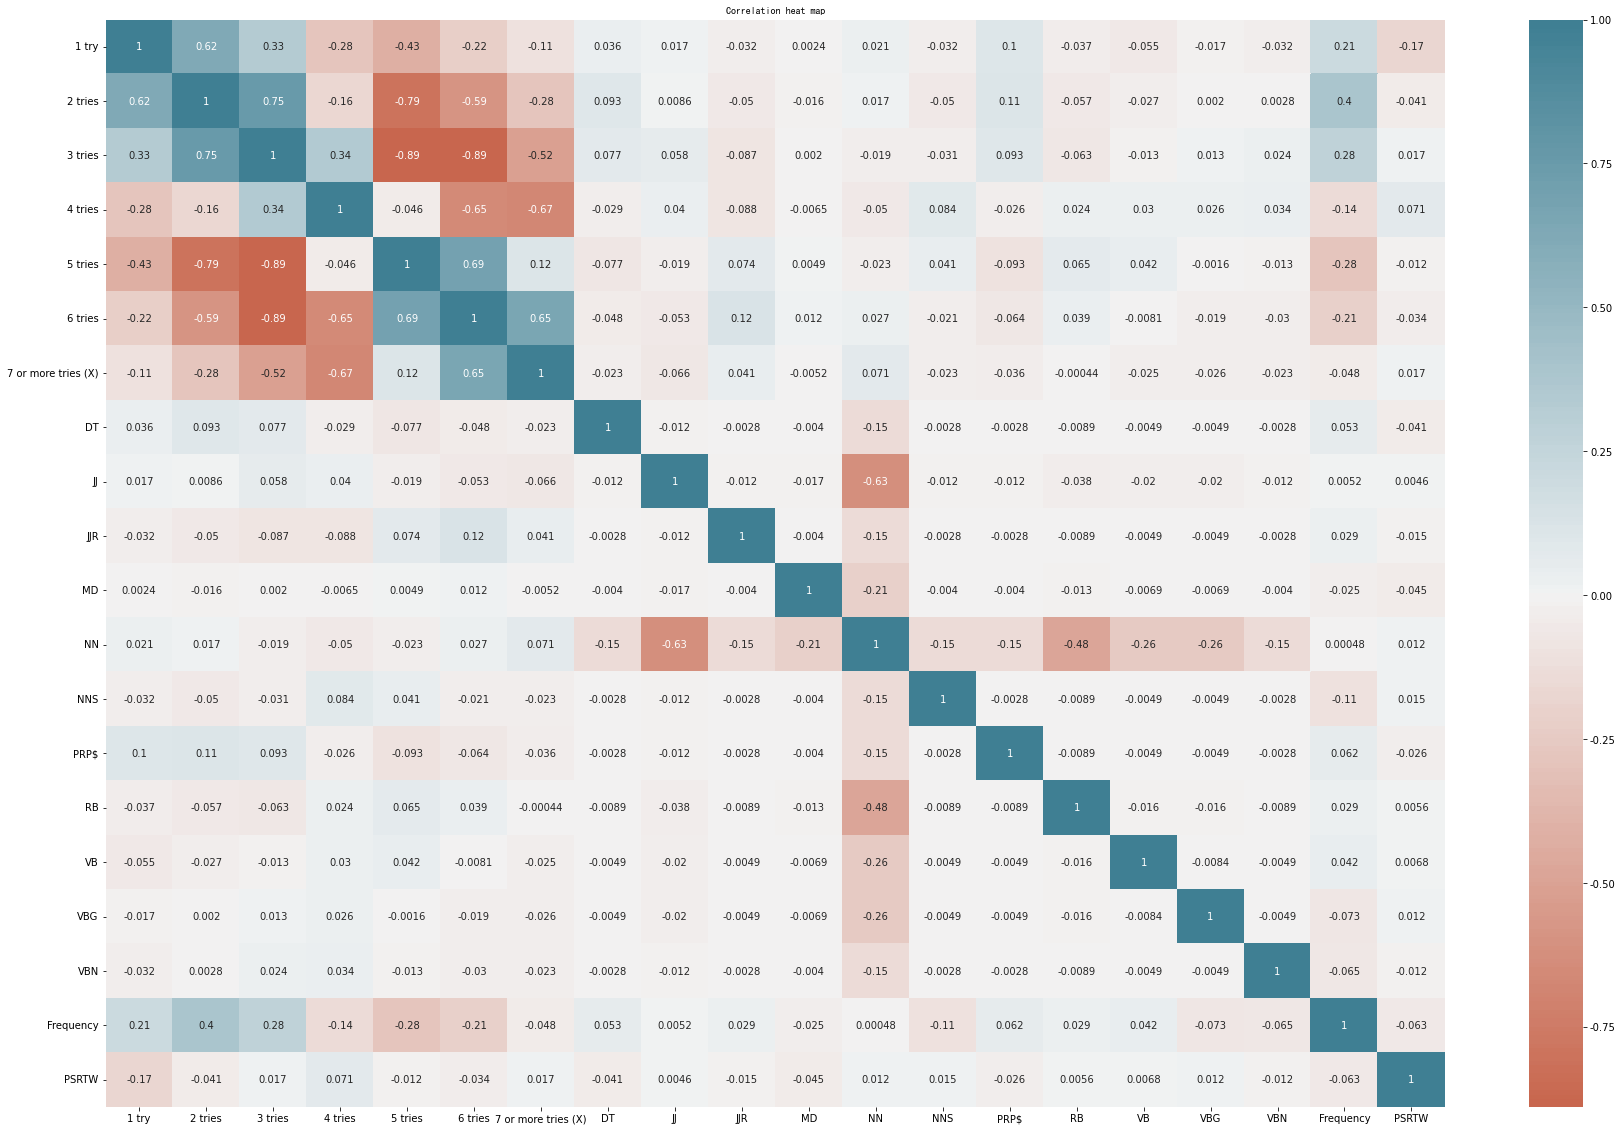 Correlation heat map
1 try 1 0.62 0.33 -0.28 -0.43 -0.22 -0.11 0.036 0.017 -0.032 0.0024 0.021 -0.032 0.1 -0.037 -0.055 -0.017 -0.032 0.21 -0.17
2 tries 0.62 1 0.75 -0.16 -0.79 -0.59 -0.28 0.093 0.0086 -0.05 -0.016 0.017 -0.05 0.11 -0.057 -0.027 0.002 0.0028 0.4 -0.041
3 tries 0.33 0.75 1 0.34 -0.89 -0.89 -0.52 0.077 0.058 -0.087 0.002 -0.019 -0.031 0.093 -0.063 -0.013 0.013 0.024 0.28 0.017
4 tries -0.28 -0.16 0.34 1 -0.046 -0.65 -0.67 -0.029 0.04 -0.088 -0.0065 -0.05 0.084 -0.026 0.024 0.03 0.026 0.034 -0.14 0.071
5 tries -0.43 -0.79 -0.89 -0.046 1 0.69 0.12 -0.077 -0.019 0.074 0.0049 -0.023 0.041 -0.093 0.065 0.042 -0.0016 -0.013 -0.28 -0.012
6 tries -0.22 -0.59 -0.89 -0.65 0.69 1 0.65 -0.048 -0.053 0.12 0.012 0.027 -0.021 -0.064 0.039 -0.0081 -0.019 -0.03 -0.21 -0.034
7 or more tries (X) -0.11 -0.28 -0.52 -0.67 0.12 0.65 1 -0.023 -0.066 0.041 -0.0052 0.071 -0.023 -0.036 -0.00044 -0.025 -0.026 -0.023 -0.048 0.017
DT 0.036 0.093 0.077 -0.029 -0.077 -0.048 -0.023 1 -0.012 -0.0028 -0.004 -0.15 -0.0028 -0.0028 -0.0089 -0.0049 -0.0049 -0.0028 0.053 -0.041
JJ 0.017 0.0086 0.058 0.04 -0.019 -0.053 -0.066 -0.012 1 -0.012 -0.017 -0.63 -0.012 -0.012 -0.038 -0.02 -0.02 -0.012 0.0052 0.0046
JJR -0.032 -0.05 -0.087 -0.088 0.074 0.12 0.041 -0.0028 -0.012 1 -0.004 -0.15 -0.0028 -0.0028 -0.0089 -0.0049 -0.0049 -0.0028 0.029 -0.015
MD 0.0024 -0.016 0.002 -0.0065 0.0049 0.012 -0.0052 -0.004 -0.017 -0.004 1 -0.21 -0.004 -0.004 -0.013 -0.0069 -0.0069 -0.004 -0.025 -0.045
NN 0.021 0.017 -0.019 -0.05 -0.023 0.027 0.071 -0.15 -0.63 -0.15 -0.21 1 -0.15 -0.15 -0.48 -0.26 -0.26 -0.15 0.00048 0.012
NNS -0.032 -0.05 -0.031 0.084 0.041 -0.021 -0.023 -0.0028 -0.012 -0.0028 -0.004 -0.15 1 -0.0028 -0.0089 -0.0049 -0.0049 -0.0028 -0.11 0.015
PRP$ 0.1 0.11 0.093 -0.026 -0.093 -0.064 -0.036 -0.0028 -0.012 -0.0028 -0.004 -0.15 -0.0028 1 -0.0089 -0.0049 -0.0049 -0.0028 0.062 -0.026
RB -0.037 -0.057 -0.063 0.024 0.065 0.039 -0.00044 -0.0089 -0.038 -0.0089 -0.013 -0.48 -0.0089 -0.0089 1 -0.016 -0.016 -0.0089 0.029 0.0056
VB -0.055 -0.027 -0.013 0.03 0.042 -0.0081 -0.025 -0.0049 -0.02 -0.0049 -0.0069 -0.26 -0.0049 -0.0049 -0.016 1 -0.0084 -0.0049 0.042 0.0068
VBG -0.017 0.002 0.013 0.026 -0.0016 -0.019 -0.026 -0.0049 -0.02 -0.0049 -0.0069 -0.26 -0.0049 -0.0049 -0.016 -0.0084 1 -0.0049 -0.073 0.012
VBN -0.032 0.0028 0.024 0.034 -0.013 -0.03 -0.023 -0.0028 -0.012 -0.0028 -0.004 -0.15 -0.0028 -0.0028 -0.0089 -0.0049 -0.0049 1 -0.065 -0.012
Frequency 0.21 0.4 0.28 -0.14 -0.28 -0.21 -0.048 0.053 0.0052 0.029 -0.025 0.00048 -0.11 0.062 0.029 0.042 -0.073 -0.065 1 -0.063
PSRTW -0.17 -0.041 0.017 0.071 -0.012 -0.034 0.017 -0.041 0.0046 -0.015 -0.045 0.012 0.015 -0.026 0.0056 0.0068 0.012 -0.012 -0.063 1
1 try 2 tries 3 tries 4 tries 5 tries 6 tries 7 or more tries (X) DT JJ JJR MD NN NNS PRP$ RB VB VBG VBN Frequency PSRTW
1.00
0.75
0.50
0.25
0.00
-0.25
-0.50
-0.75